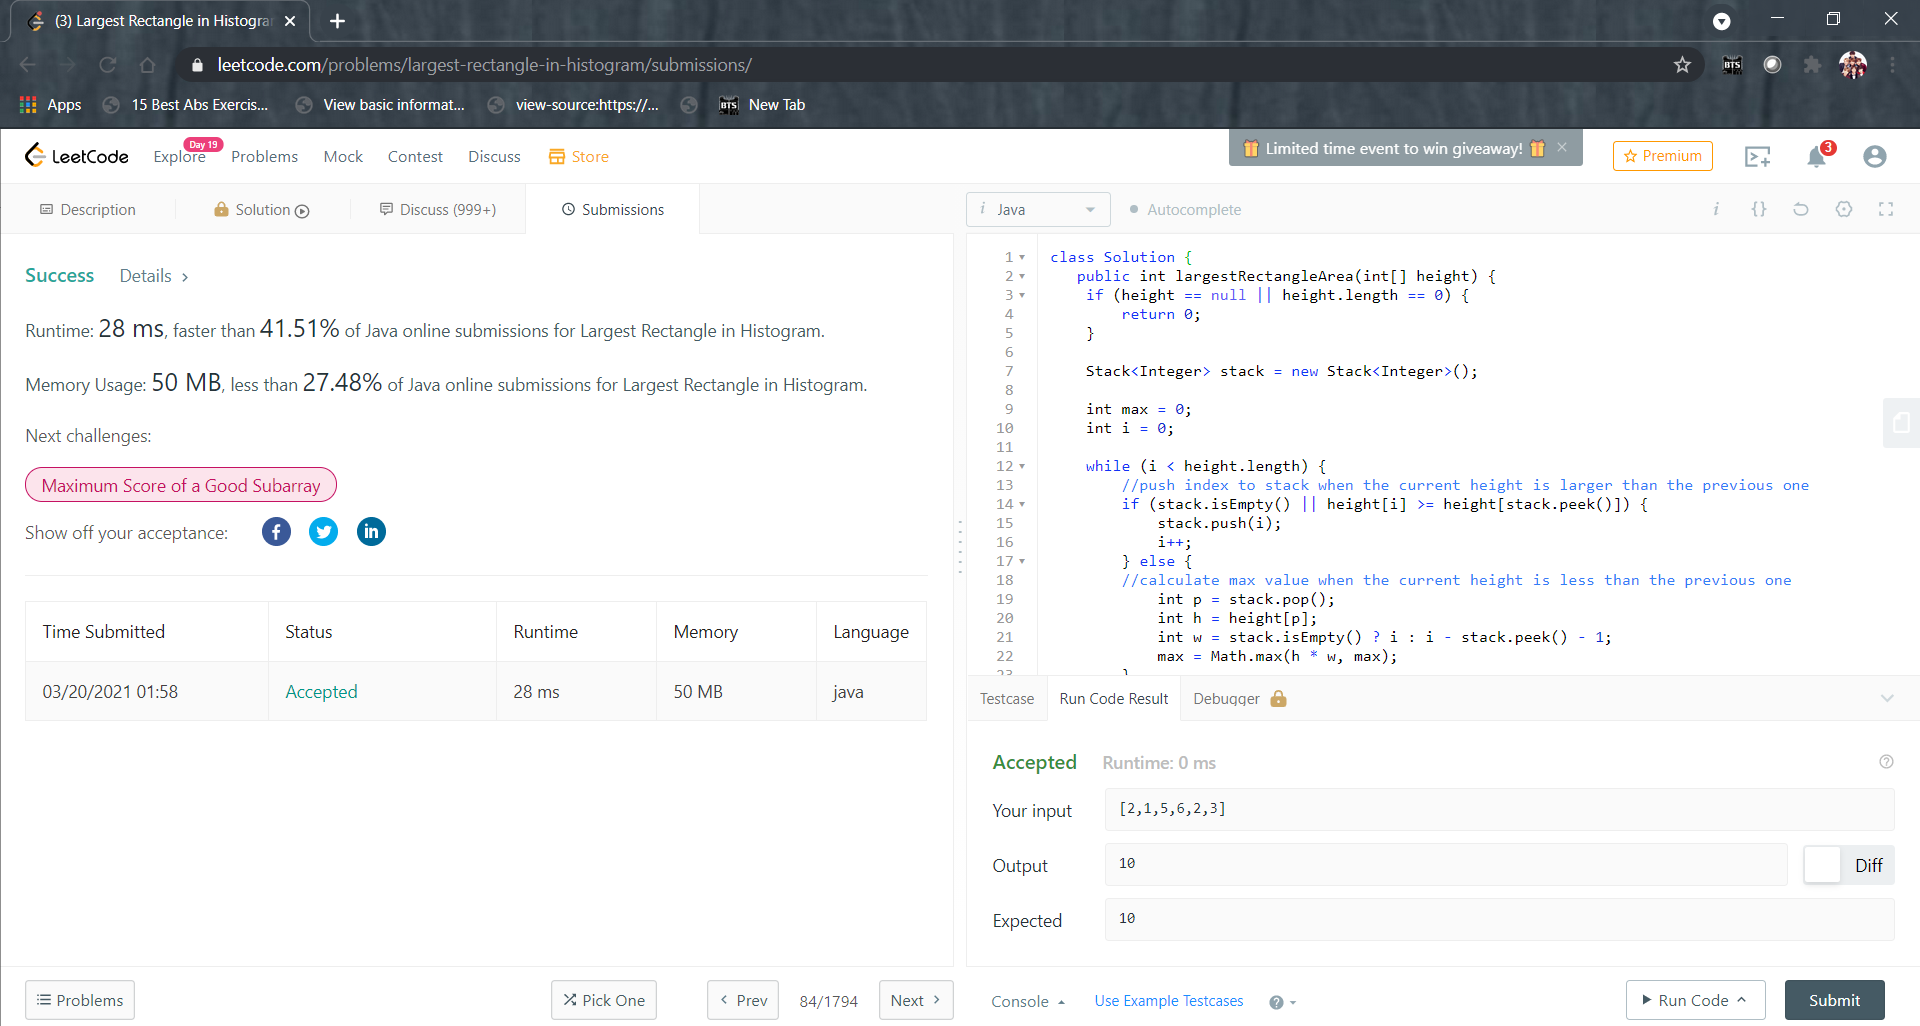 (3) Largest Rectangle in Histogra
leetcode.com/problems/largest-rectangle-in-histogram/submissions/
BTS
Apps
15 Best Abs Exercis...
View basic informat...
view-source:https://...
BTS
New Tab
LeetCode
Explore
Day 19
Problems
Mock
Contest
Discuss
Store
Limited time event to win giveaway!
Premium
3
Description
Solution
Discuss (999+)
Submissions
i Java
Autocomplete
i {}
Success
Details >
Runtime: 28 ms, faster than 41.51% of Java online submissions for Largest Rectangle in Histogram.
Memory Usage: 50 MB, less than 27.48% of Java online submissions for Largest Rectangle in Histogram.
Next challenges:
Maximum Score of a Good Subarray
Show off your acceptance:
f
in
Time Submitted Status Runtime Memory Language
03/20/2021 01:58 Accepted 28 ms 50 MB java
1 class Solution {
2 public int largestRectangleArea(int[] height) {
3 if (height == null || height.length == 0) {
4 return 0;
5 }
6
7 Stack<Integer> stack = new Stack<Integer>();
8
9 int max = 0;
10 int i = 0;
11
12 while (i < height.length) {
13 //push index to stack when the current height is larger than the previous one
14 if (stack.isEmpty() || height[i] >= height[stack.peek()]) {
15 stack.push(i);
16 i++;
17 } else {
18 //calculate max value when the current height is less than the previous one
19 int p = stack.pop();
20 int h = height[p];
21 int w = stack.isEmpty() ? i : i - stack.peek() - 1;
22 max = Math.max(h * w, max);
23 }
Testcase
Run Code Result
Debugger
Accepted
Runtime: 0 ms
Your input
[2,1,5,6,2,3]
Output
10
Diff
Expected
10
Problems
Pick One
< Prev
84/1794
Next >
Console
Use Example Testcases
?
Run Code
Submit